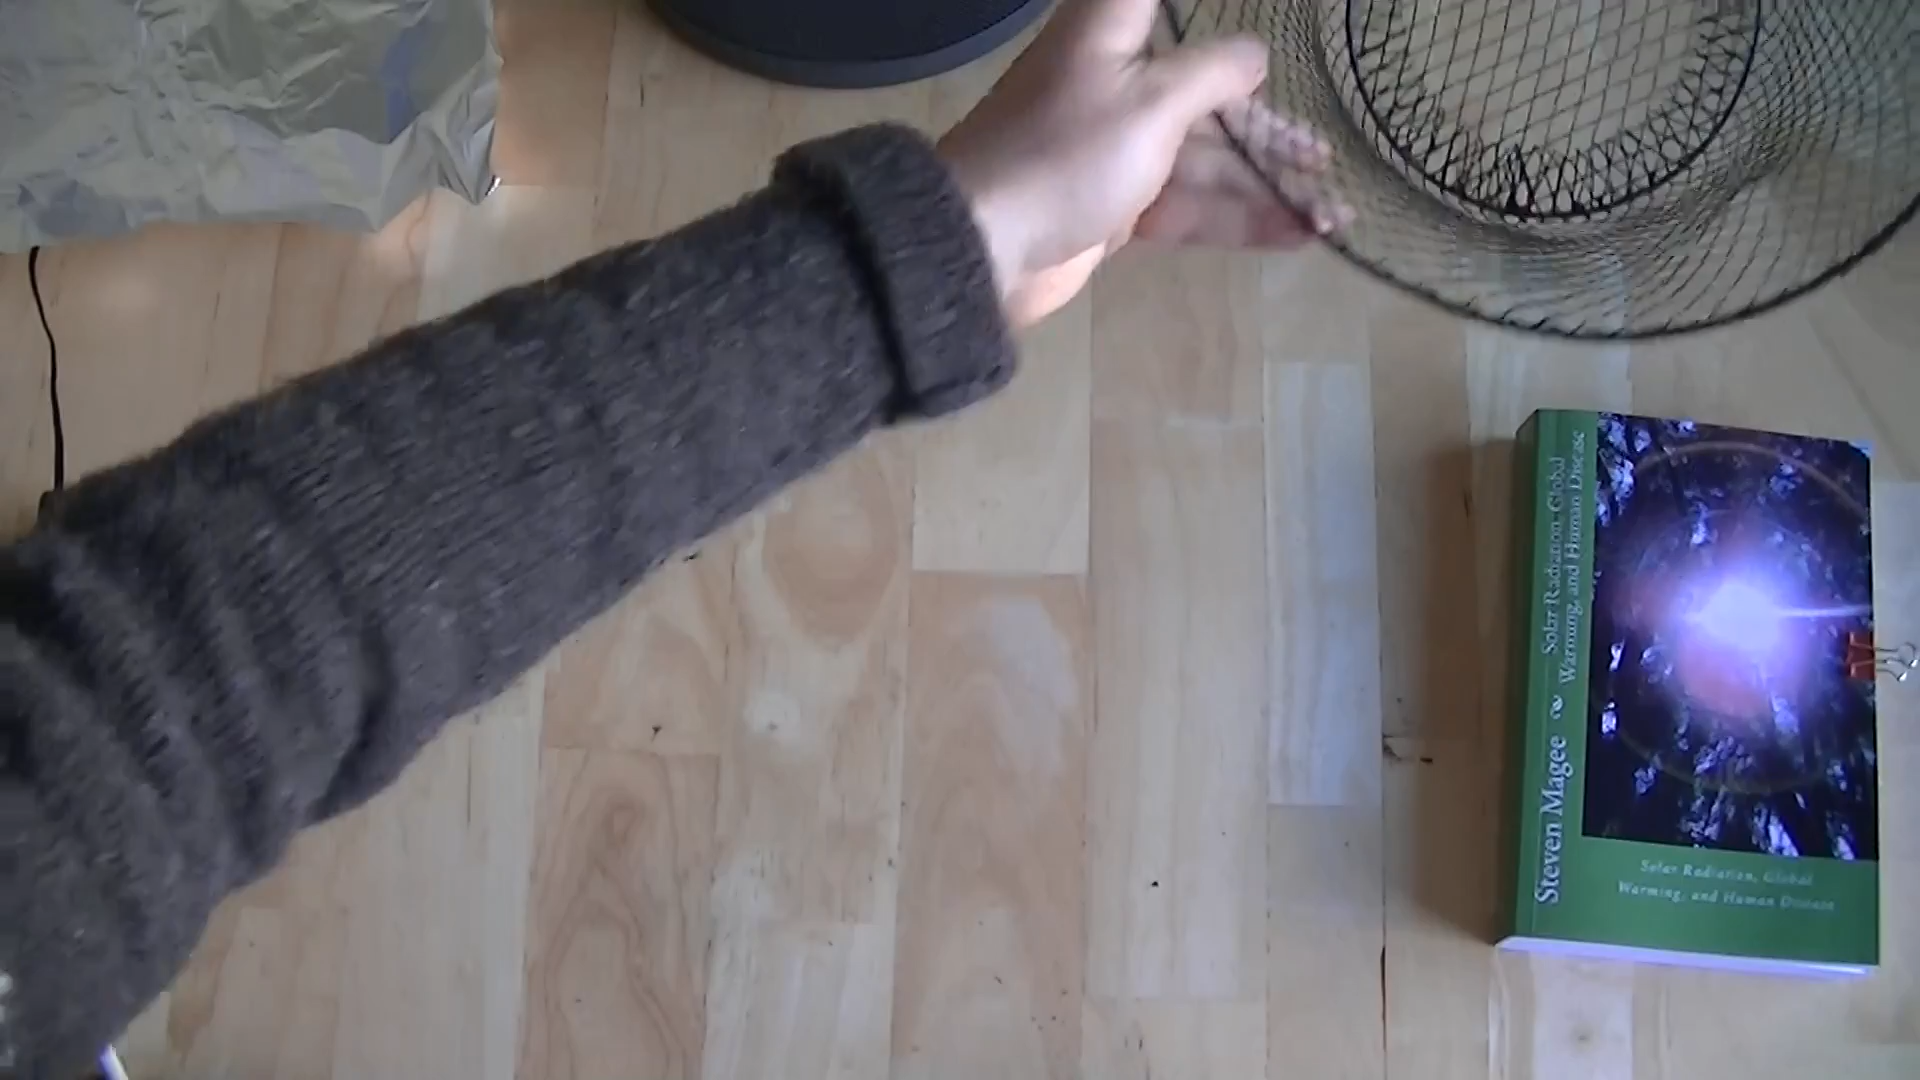 Steven Magee
Solar Radiation, Global
Warming, and Human Disease
Solar Radiation, Global
Warming, and Human Disease